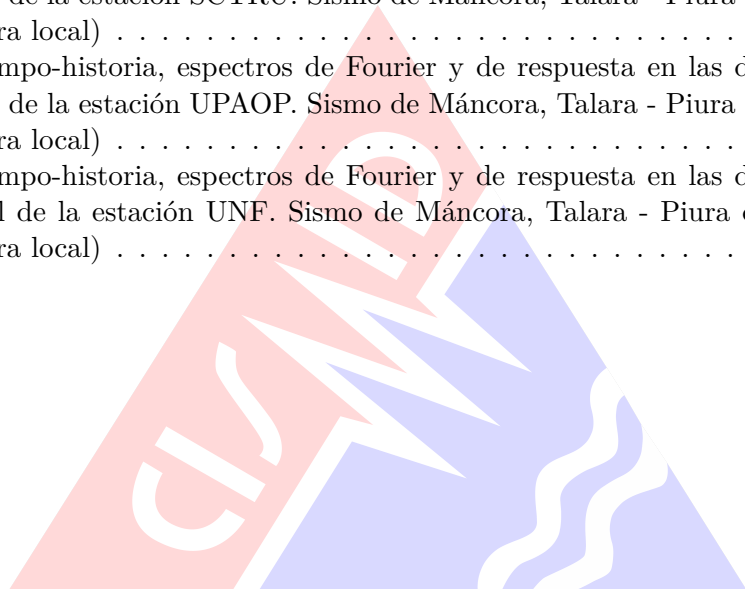 de la estación SCTRU. Sismo de Máncora, Talara - Piura
ra local) . . . . . . . . . . . . . . . . . . . . . . . . . . . .
mpo-historia, espectros de Fourier y de respuesta en las d
de la estación UPAOP. Sismo de Máncora, Talara - Piura
ra local) . . . . . . . . . . . . . . . . . . . . . . . . . . . .
mpo-historia, espectros de Fourier y de respuesta en las d
l de la estación UNF. Sismo de Máncora, Talara - Piura
ra local) . . . . . . . . . . . . . . . . . . . . . . . . . . . .
CISMID